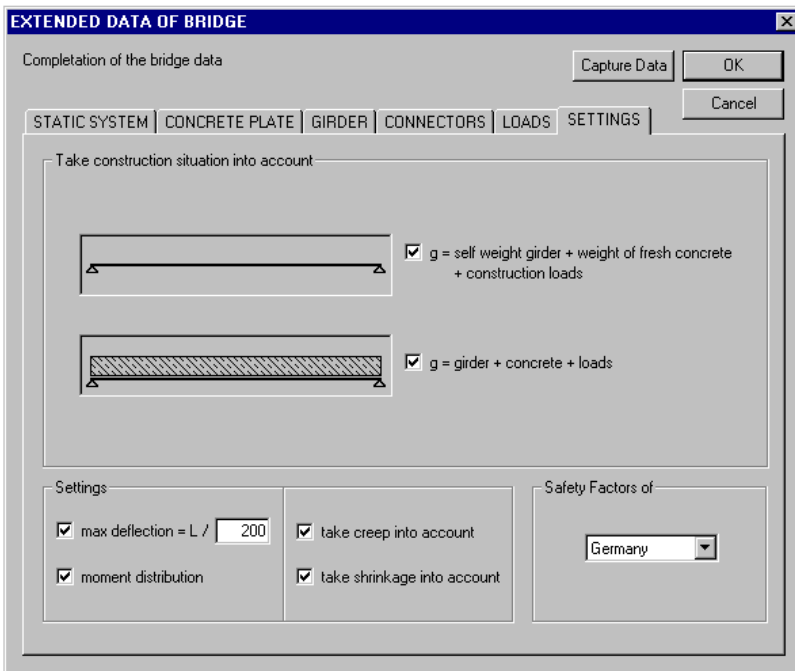 EXTENDED DATA OF BRIDGE
Completion of the bridge data
Capture Data
OK
Cancel
STATIC SYSTEM
CONCRETE PLATE
GIRDER
CONNECTORS
LOADS
SETTINGS
Take construction situation into account
g = self weight girder + weight of fresh concrete
+ construction loads
g = girder + concrete + loads
Settings
max deflection = L / 200
moment distribution
take creep into account
take shrinkage into account
Safety Factors of
Germany